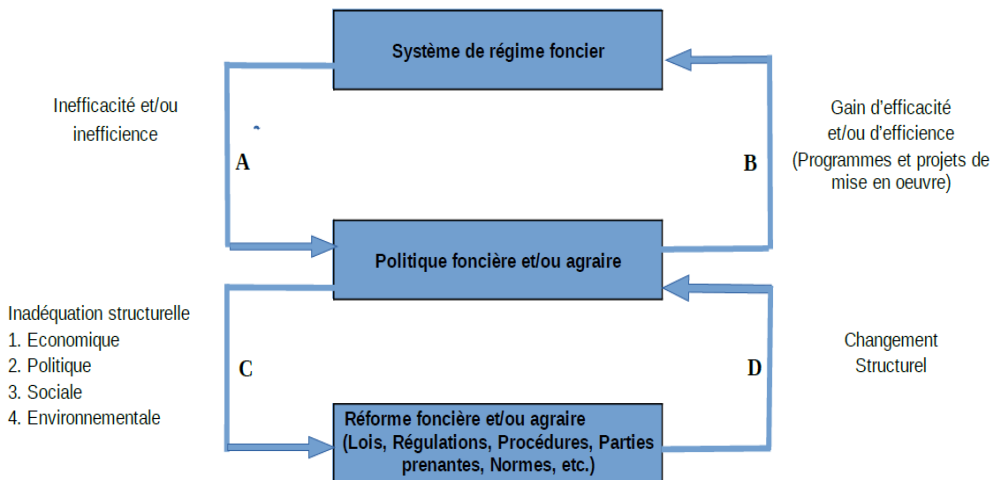 Système de régime foncier
Inefficacité et/ou
inefficience
A
Gain d’efficacité
et/ou d’efficience
(Programmes et projets de
mise en oeuvre)
B
Politique foncière et/ou agraire
Inadéquation structurelle
1. Economique
2. Politique
3. Sociale
4. Environnementale
C
Changement
Structurel
D
Réforme foncière et/ou agraire
(Lois, Régulations, Procédures, Parties
prenantes, Normes, etc.)